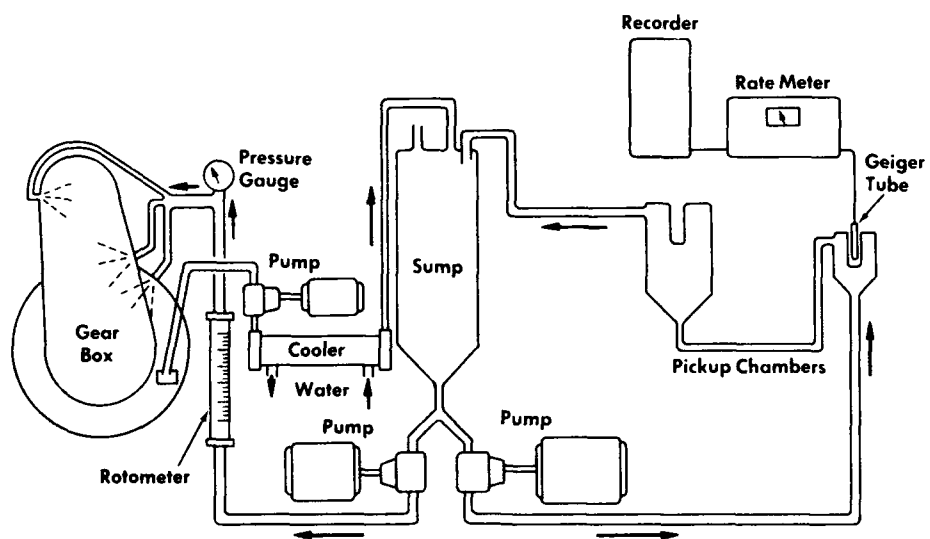 Recorder
Rate Meter
Geiger
Tube
Pressure
Gauge
Pump
Sump
Gear
Box
Cooler
Water
Pickup Chambers
Pump
Pump
Rotometer